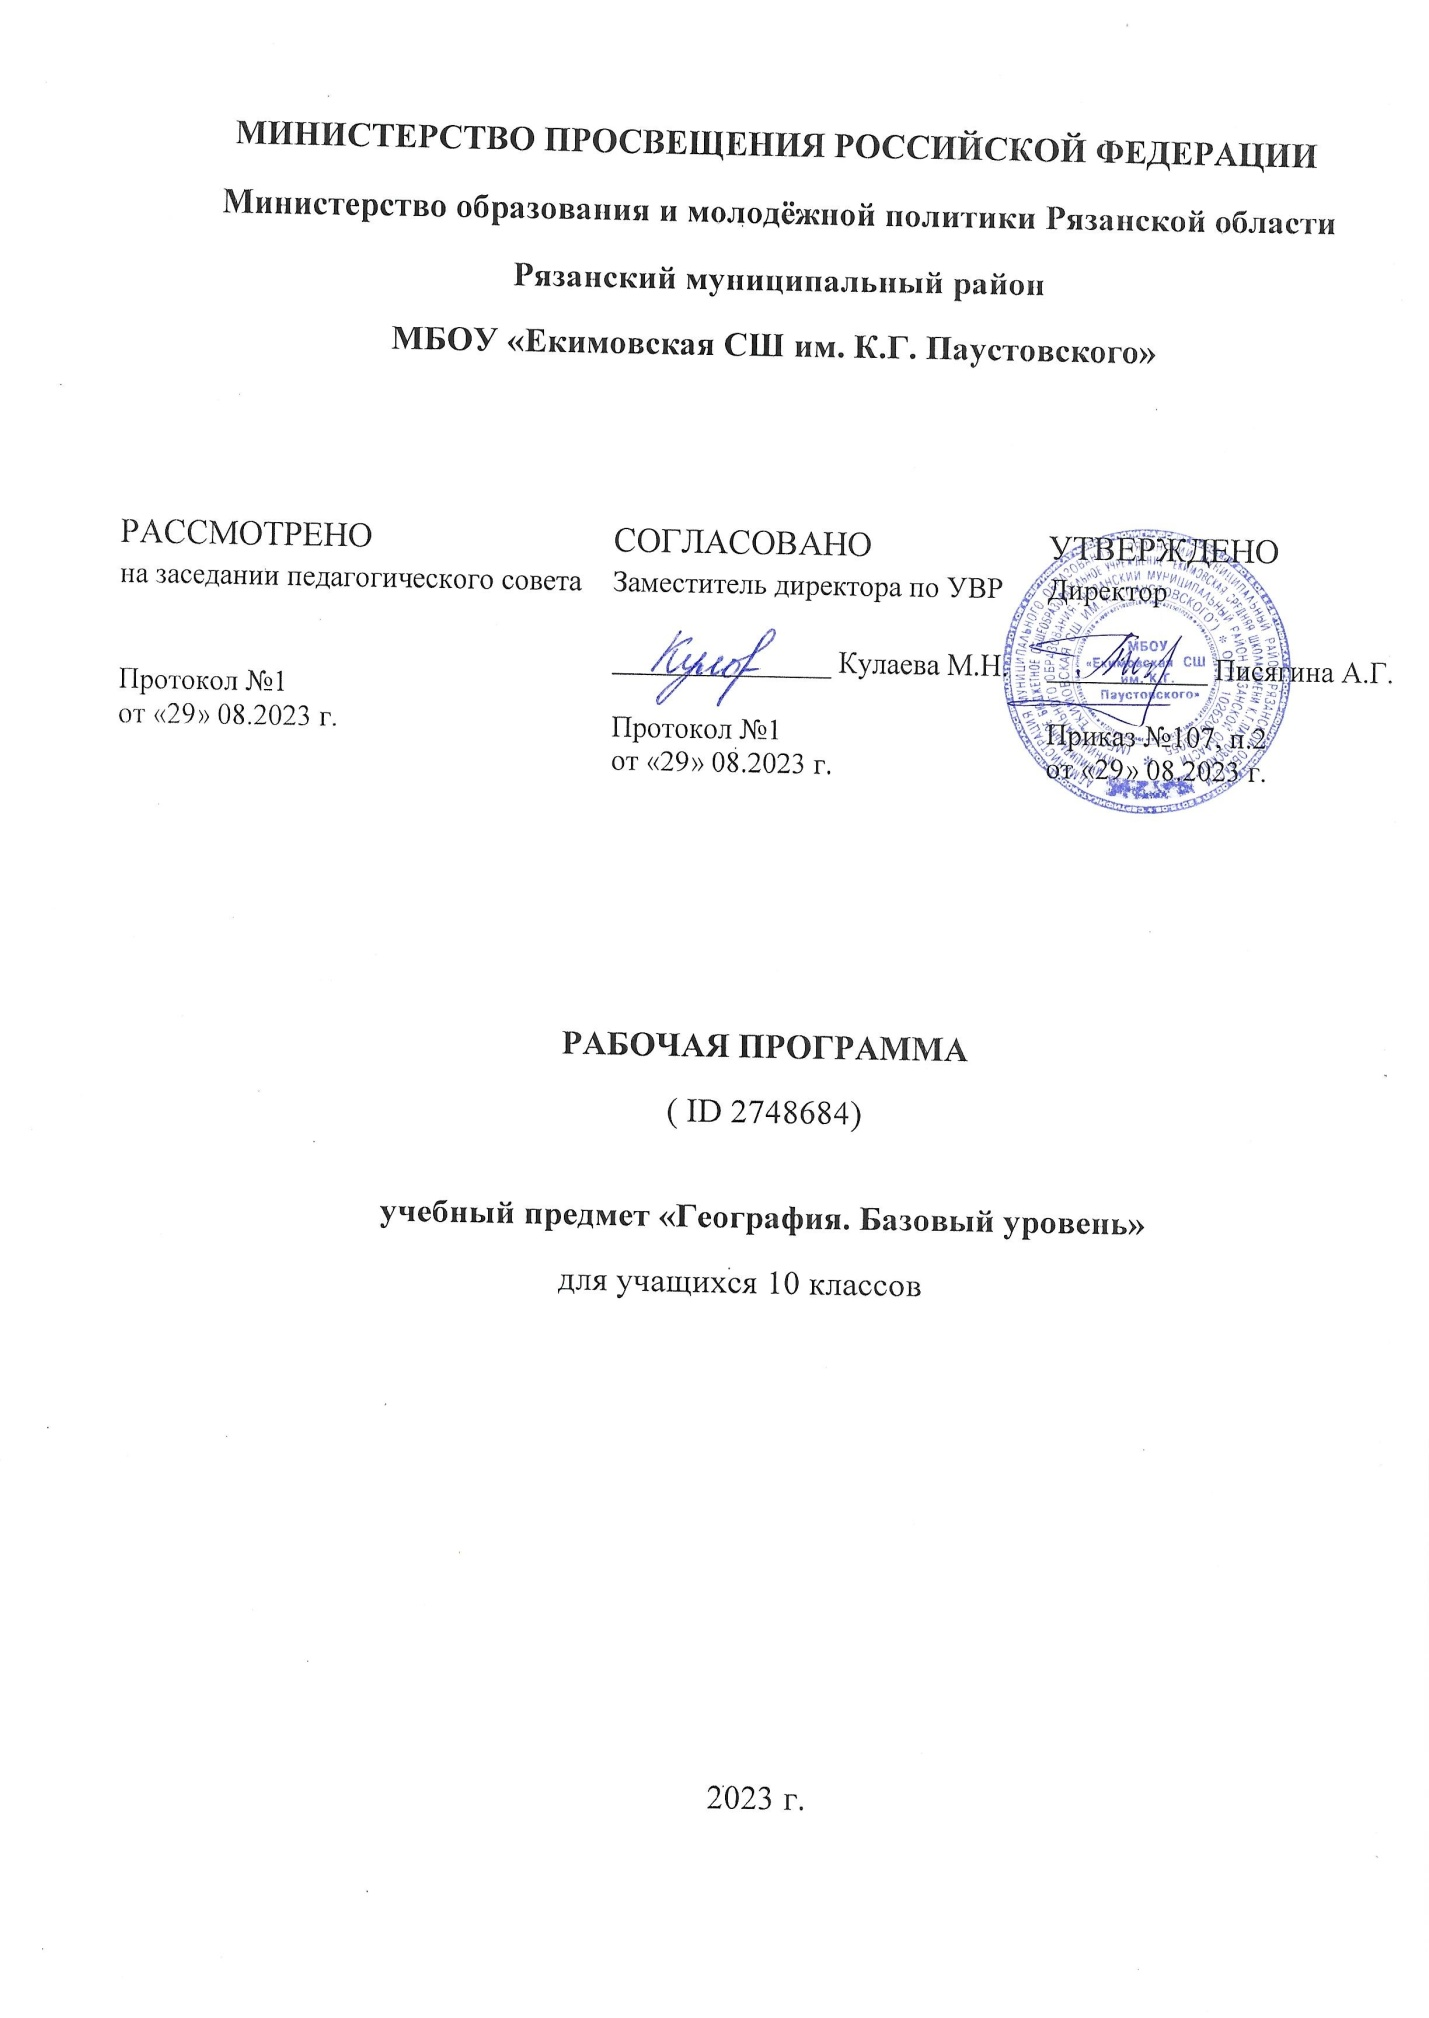 МИНИСТЕРСТВО ПРОСВЕЩЕНИЯ РОССИЙСКОЙ ФЕДЕРАЦИИ
Министерство образования и молодёжной политики Рязанской области
Рязанский муниципальный район
МБОУ «Екимовская СШ им. К.Г. Паустовского»
РАССМОТРЕНО
на заседании педагогического совета
Протокол №1
от «29» 08.2023 г.
СОГЛАСОВАНО
Заместитель директора по УВР
Кулаева М.Н.
Протокол №1
от «29» 08.2023 г.
УТВЕРЖДЕНО
Директор
Писягина А.Г.
Приказ №107, п.2
от «29» 08.2023 г.
МБОУ
«Екимовская СШ
им. К.Г.
Паустовского»
РАБОЧАЯ ПРОГРАММА
( ID 2748684)
учебный предмет «География. Базовый уровень»
для учащихся 10 классов
2023 г.